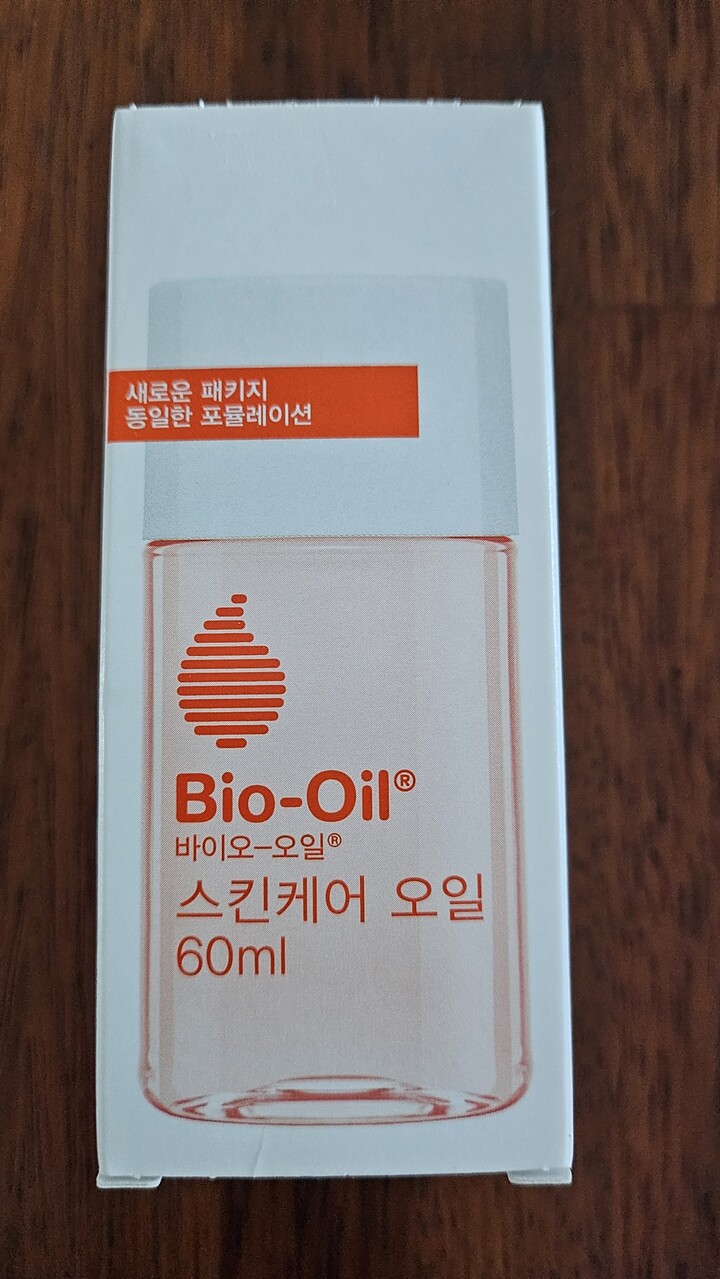 새로운 패키지
동일한 포뮬레이션
Bio-Oil®
바이오-오일®
스킨케어 오일
60ml